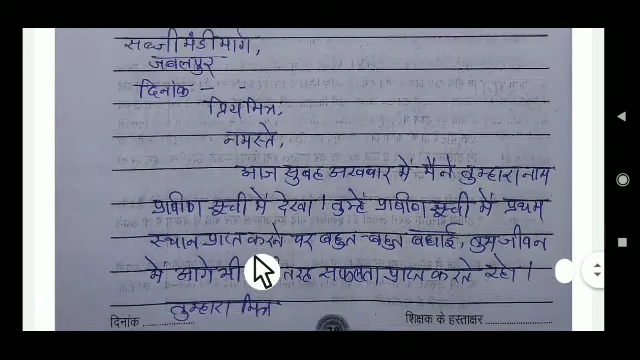 सब्जी मंडी मार्ग,
जबलपुर
दिनांक - -
प्रिय मित्र,
नमस्ते,
आज सुबह अखबार में मैंने तुम्हारा नाम
प्राविण सूची में देखा। तुम्हें प्राविण सूची में प्रथम
स्थान प्राप्त करने पर बहुत-बहुत बधाई, तुम जीवन
में आगे भी तरह सफलता प्राप्त करते रहो।
तुम्हारा मित्र
दिनांक .................... शिक्षक के हस्ताक्षर ....................